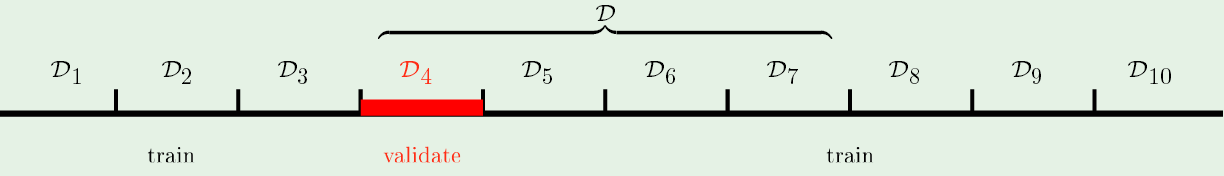 𝒟
𝒟₁ 𝒟₂ 𝒟₃ 𝒟₄ 𝒟₅ 𝒟₆ 𝒟₇ 𝒟₈ 𝒟₉ 𝒟₁₀
train validate train